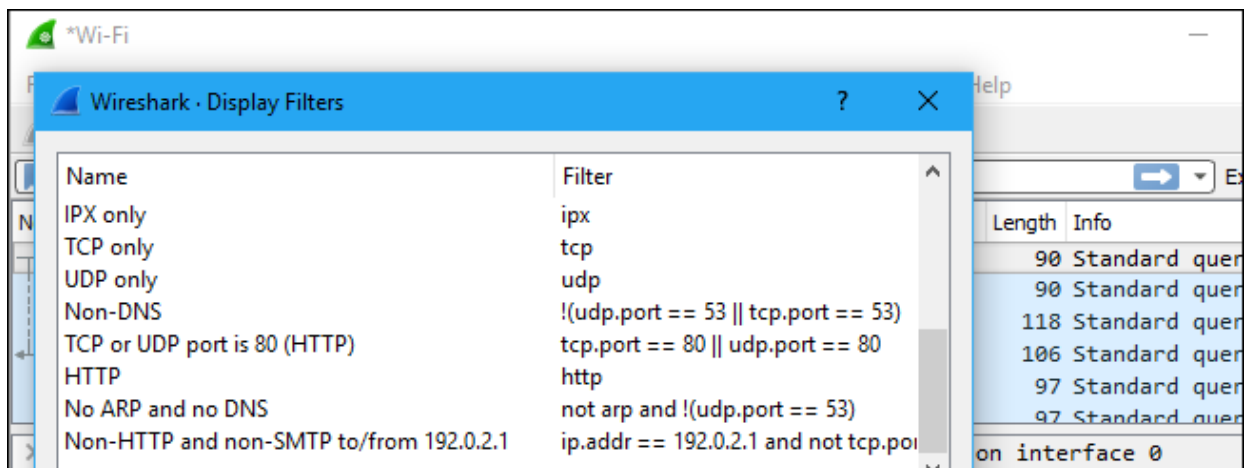 *Wi-Fi
Help
Wireshark · Display Filters ?
Name Filter
IPX only ipx
TCP only tcp
UDP only udp
Non-DNS !(udp.port == 53 || tcp.port == 53)
TCP or UDP port is 80 (HTTP) tcp.port == 80 || udp.port == 80
HTTP http
No ARP and no DNS not arp and !(udp.port == 53)
Non-HTTP and non-SMTP to/from 192.0.2.1 ip.addr == 192.0.2.1 and not tcp.por
Length Info
90 Standard quer
90 Standard quer
118 Standard quer
106 Standard quer
97 Standard quer
97 Standard quer
on interface 0